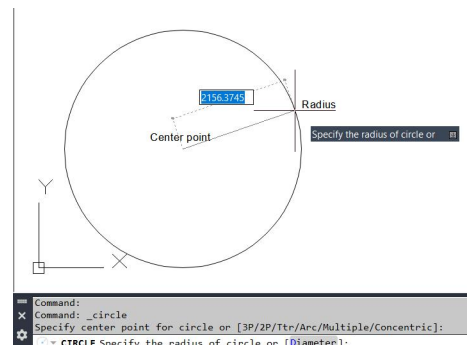 2156.3745
Radius
Center point
Specify the radius of circle or
Y
X
Command:
Command: _circle
Specify center point for circle or [3P/2P/Ttr/Arc/Multiple/Concentric]:
CIRCLE Specify the radius of circle or [Diameter]: